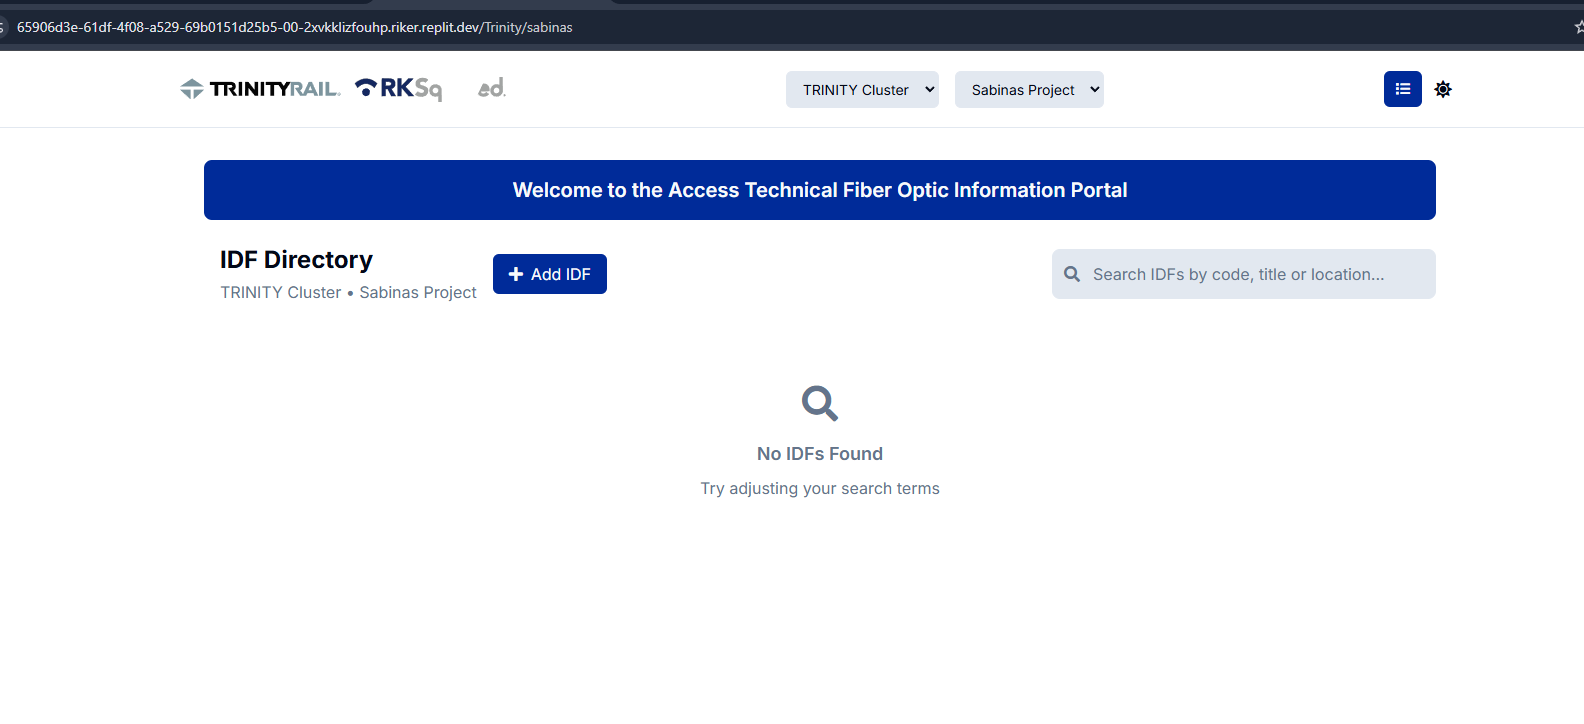 65906d3e-61df-4f08-a529-69b0151d25b5-00-2xvkklizfouhp.riker.replit.dev/Trinity/sabinas
TRINITYRAIL RKSq ed.
TRINITY Cluster
Sabinas Project
Welcome to the Access Technical Fiber Optic Information Portal
IDF Directory
TRINITY Cluster • Sabinas Project
Add IDF
Search IDFs by code, title or location...
No IDFs Found
Try adjusting your search terms